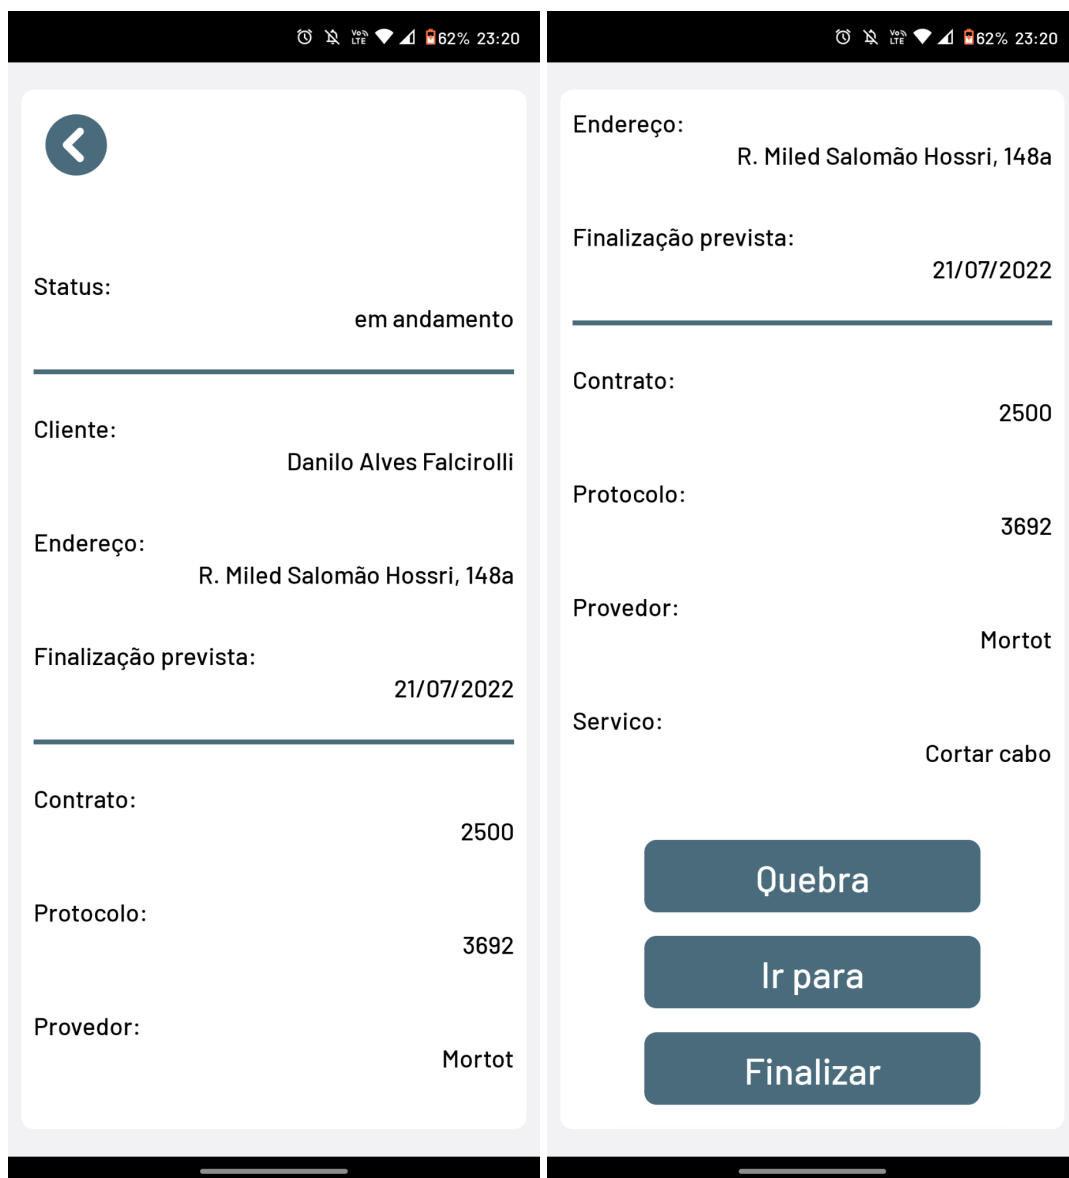 62% 23:20
Status:
em andamento
Cliente:
Danilo Alves Falcirolli
Endereço:
R. Miled Salomão Hossri, 148a
Finalização prevista:
21/07/2022
Contrato:
2500
Protocolo:
3692
Provedor:
Mortot
62% 23:20
Endereço:
R. Miled Salomão Hossri, 148a
Finalização prevista:
21/07/2022
Contrato:
2500
Protocolo:
3692
Provedor:
Mortot
Servico:
Cortar cabo
Quebra
Ir para
Finalizar